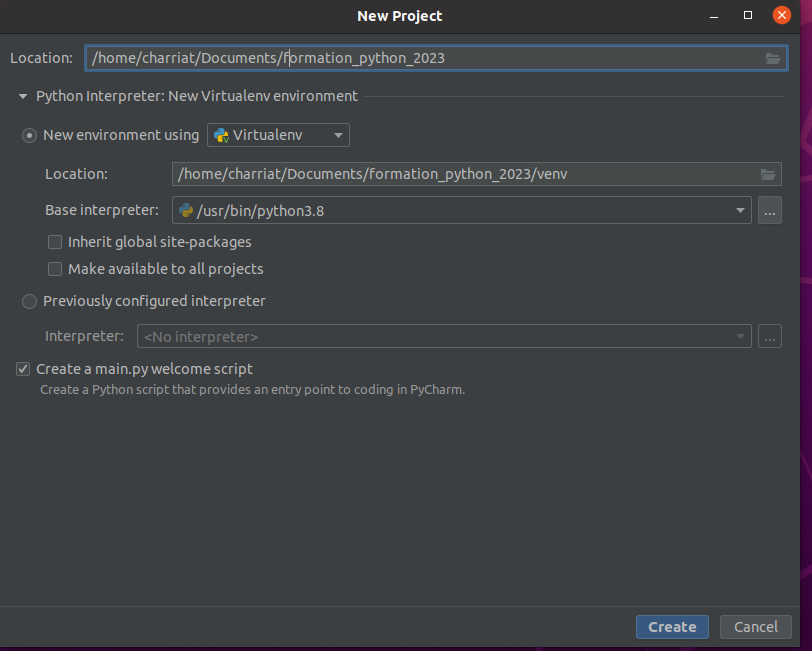 New Project
Location: /home/charriat/Documents/formation_python_2023
Python Interpreter: New Virtualenv environment
New environment using Virtualenv
Location: /home/charriat/Documents/formation_python_2023/venv
Base interpreter: /usr/bin/python3.8 ...
Inherit global site-packages
Make available to all projects
Previously configured interpreter
Interpreter: <No interpreter> ...
Create a main.py welcome script
Create a Python script that provides an entry point to coding in PyCharm.
Create Cancel